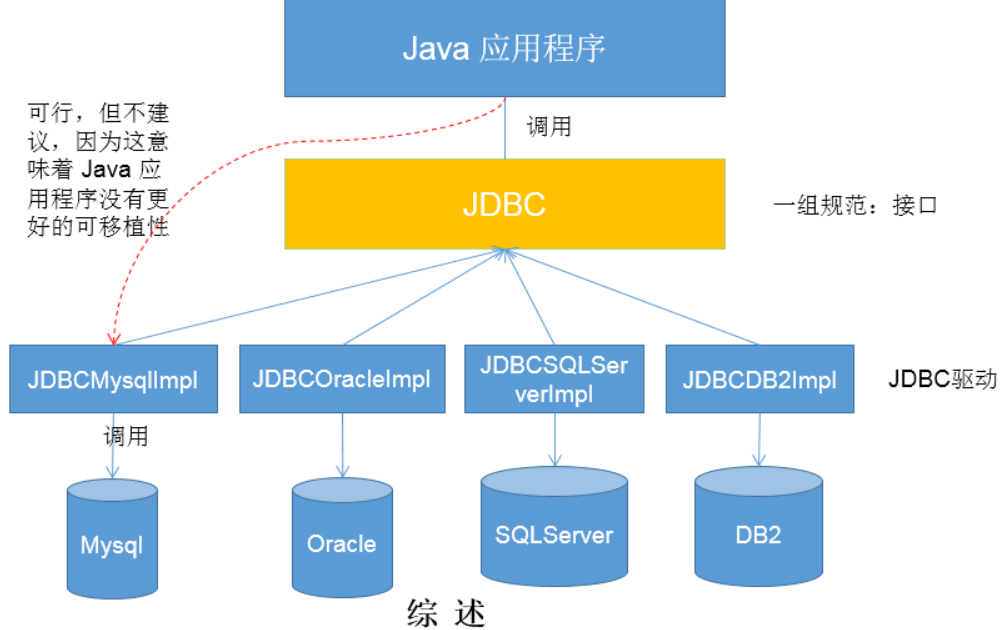 Java 应用程序
可行，但不建
议，因为这意
味着 Java 应
用程序没有更
好的可移植性
调用
JDBC
一组规范：接口
JDBCMysqlImpl
JDBCOracleImpl
JDBCSQLSer
verImpl
JDBCDB2Impl
JDBC驱动
调用
Mysql
Oracle
SQLServer
DB2
综 述